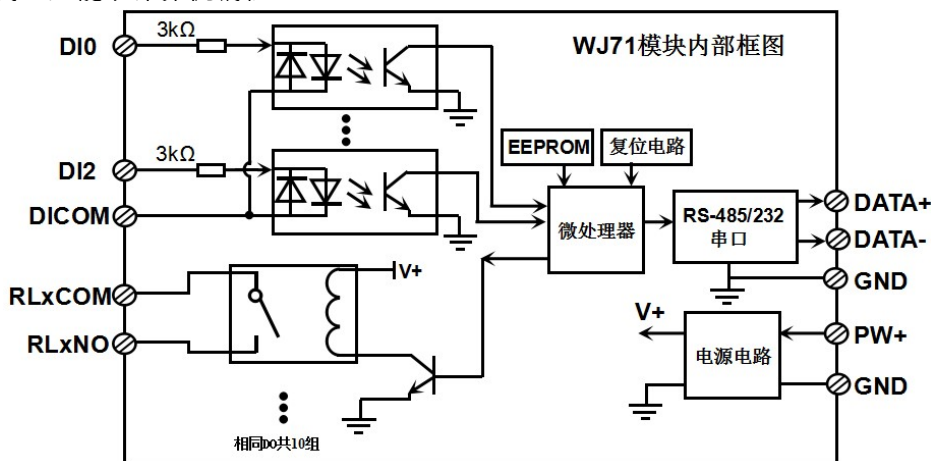 WJ71模块内部框图
DI0
3kΩ
DI2
3kΩ
DICOM
RLxCOM
RLxNO
V+
相同DO共10组
EEPROM
复位电路
微处理器
RS-485/232
串口
DATA+
DATA-
GND
V+
电源电路
PW+
GND